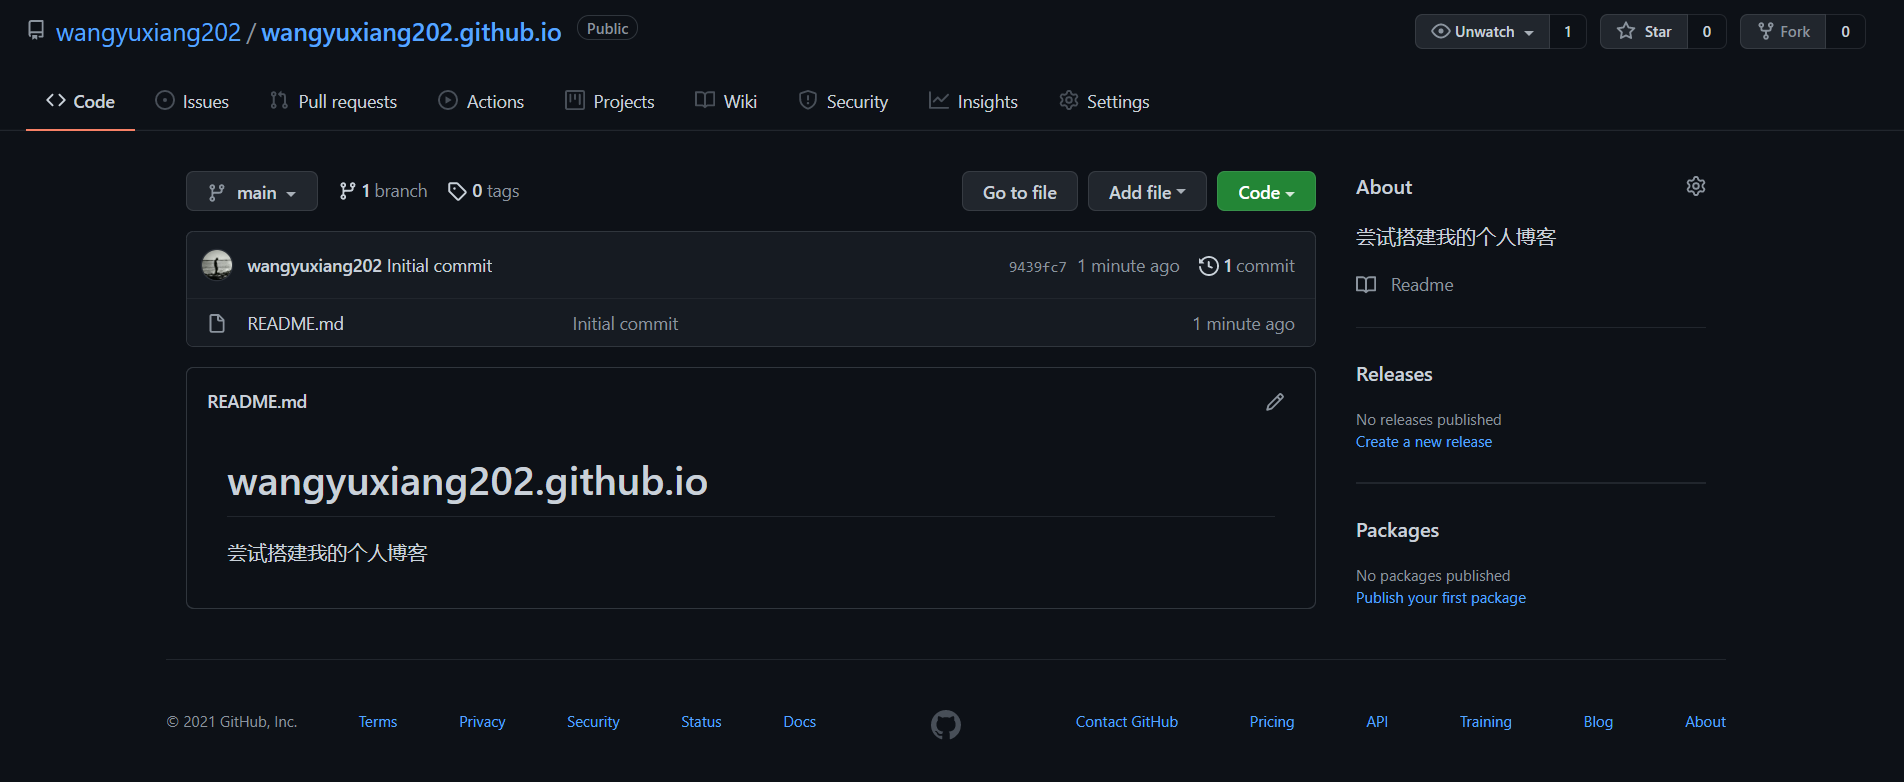 wangyuxiang202 / wangyuxiang202.github.io Public
Unwatch 1 Star 0 Fork 0
Code Issues Pull requests Actions Projects Wiki Security Insights Settings
main 1 branch 0 tags Go to file Add file Code
wangyuxiang202 Initial commit 9439fc7 1 minute ago 1 commit
README.md Initial commit 1 minute ago
README.md
wangyuxiang202.github.io
尝试搭建我的个人博客
About
尝试搭建我的个人博客
Readme
Releases
No releases published
Create a new release
Packages
No packages published
Publish your first package
© 2021 GitHub, Inc. Terms Privacy Security Status Docs Contact GitHub Pricing API Training Blog About